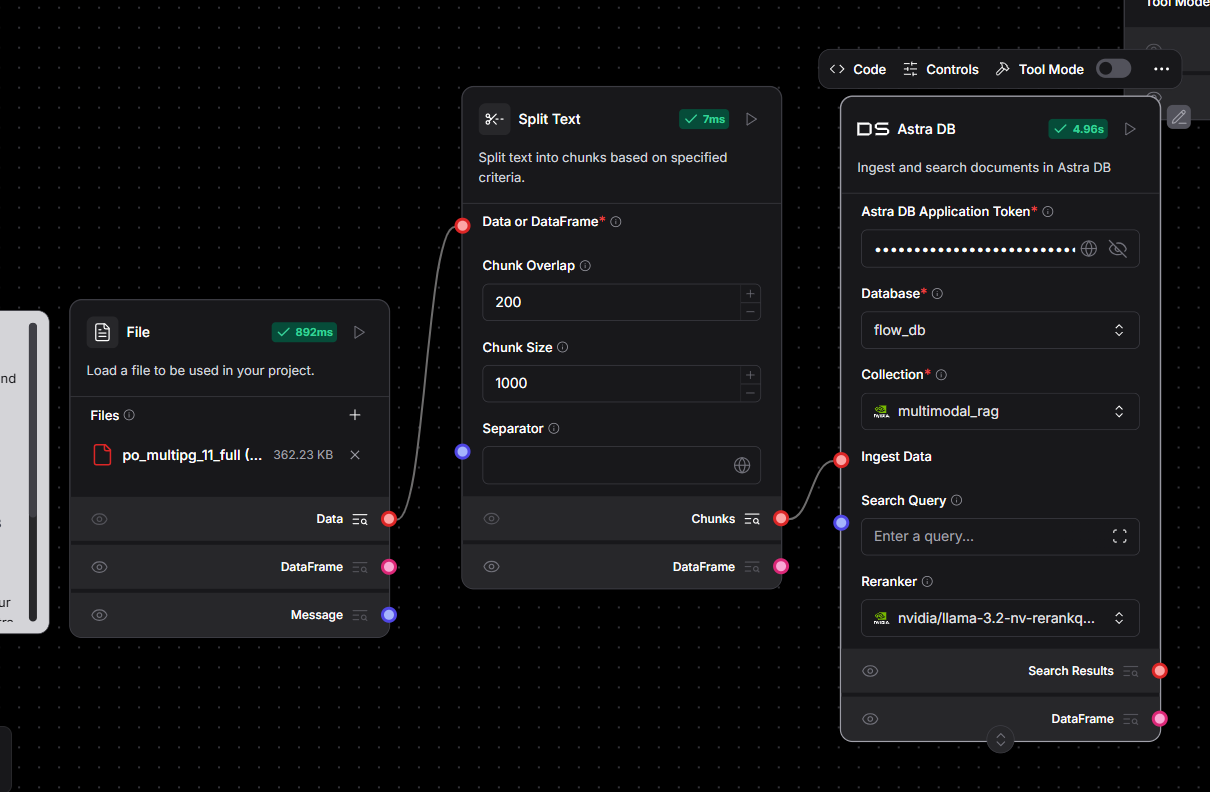 Tool Mode
Code
Controls
Tool Mode
Split Text
7ms
Split text into chunks based on specified
criteria.
Data or DataFrame*
Chunk Overlap
200
Chunk Size
1000
Separator
Chunks
DataFrame
DS Astra DB
4.96s
Ingest and search documents in Astra DB
Astra DB Application Token*
••••••••••••••••••••••••••
Database*
flow_db
Collection*
multimodal_rag
Ingest Data
Search Query
Enter a query...
Reranker
nvidia/llama-3.2-nv-rerankq...
Search Results
DataFrame
File
892ms
Load a file to be used in your project.
Files
po_multipg_11_full (...
362.23 KB
Data
DataFrame
Message
nd
ur